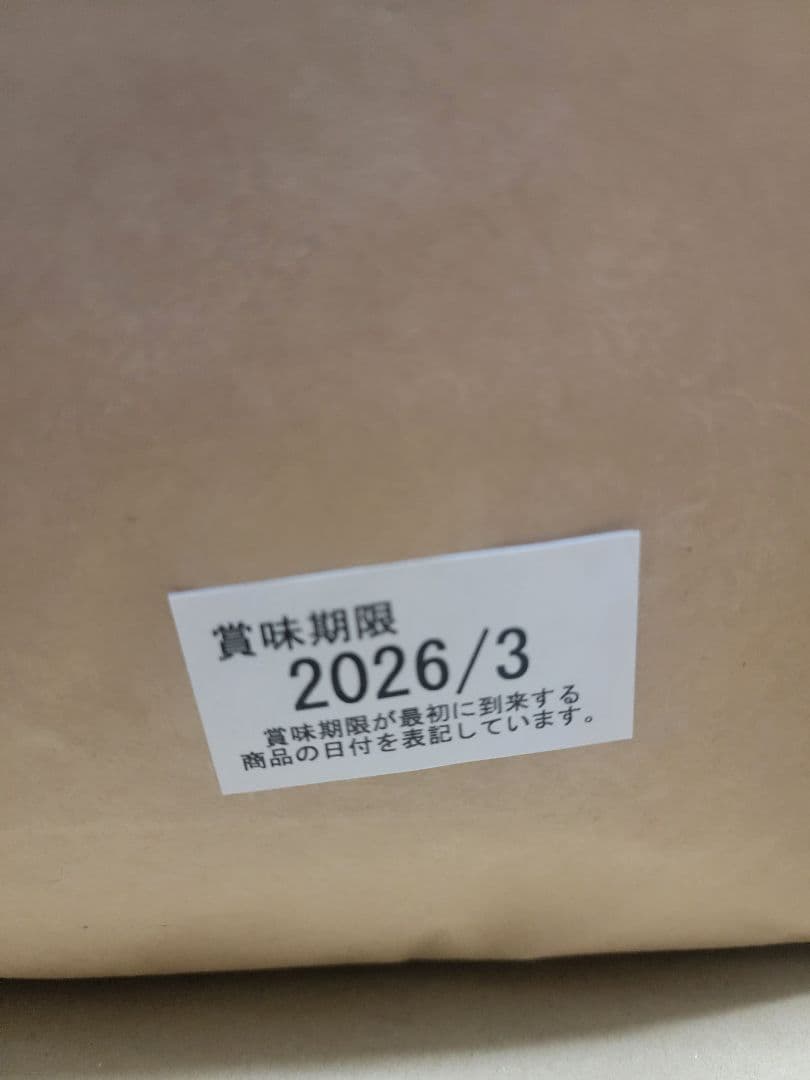 賞味期限
2026/3
賞味期限が最初に到来する
商品の日付を表記しています。